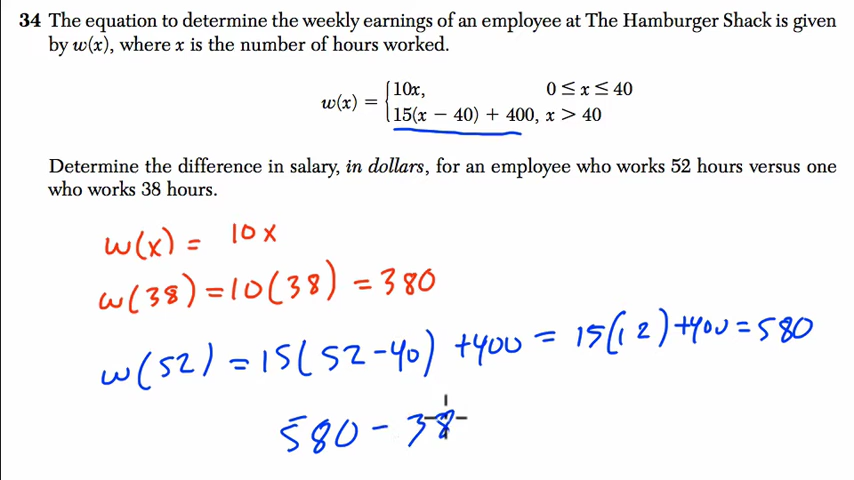 34 The equation to determine the weekly earnings of an employee at The Hamburger Shack is given
by w(x), where x is the number of hours worked.
w(x) = { 10x, 0 ≤ x ≤ 40
15(x − 40) + 400, x > 40
Determine the difference in salary, in dollars, for an employee who works 52 hours versus one
who works 38 hours.
w(x) = 10x
w(38) = 10(38) = 380
w(52) = 15(52-40) +400 = 15(12) +400 = 580
580 - 38